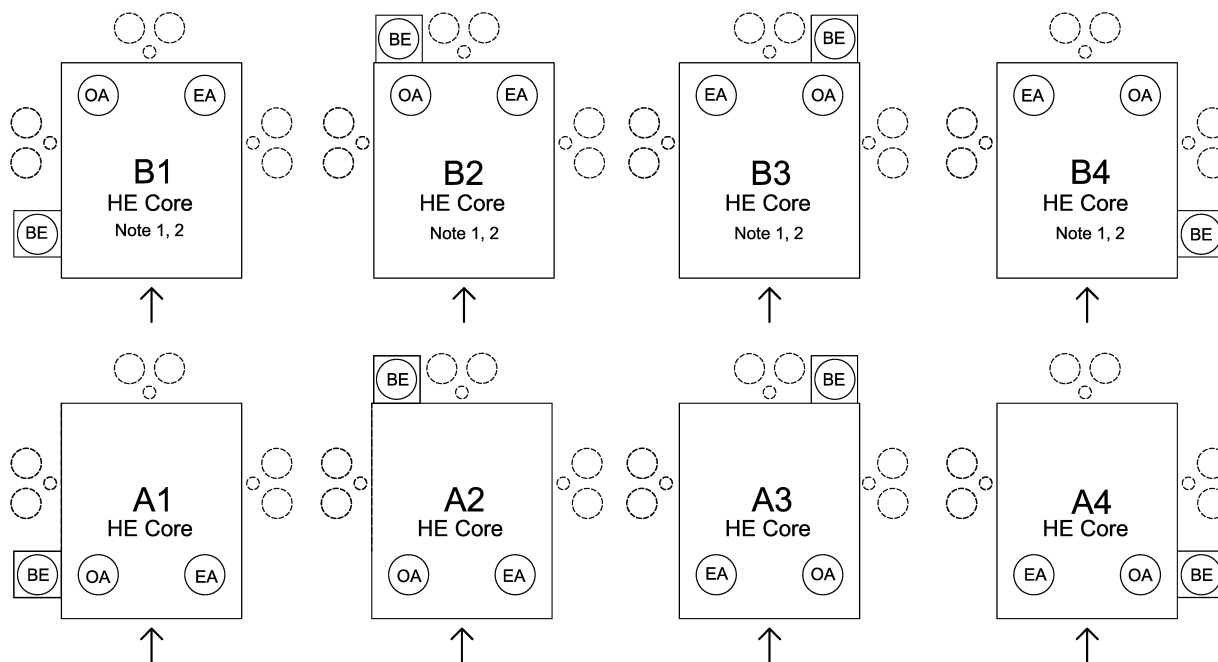 BE
BE
OA
EA
OA
EA
EA
OA
EA
OA
B1
HE Core
Note 1, 2
B2
HE Core
Note 1, 2
B3
HE Core
Note 1, 2
B4
HE Core
Note 1, 2
BE
BE
BE
BE
A1
HE Core
A2
HE Core
A3
HE Core
A4
HE Core
BE
OA
EA
OA
EA
EA
OA
EA
OA
BE